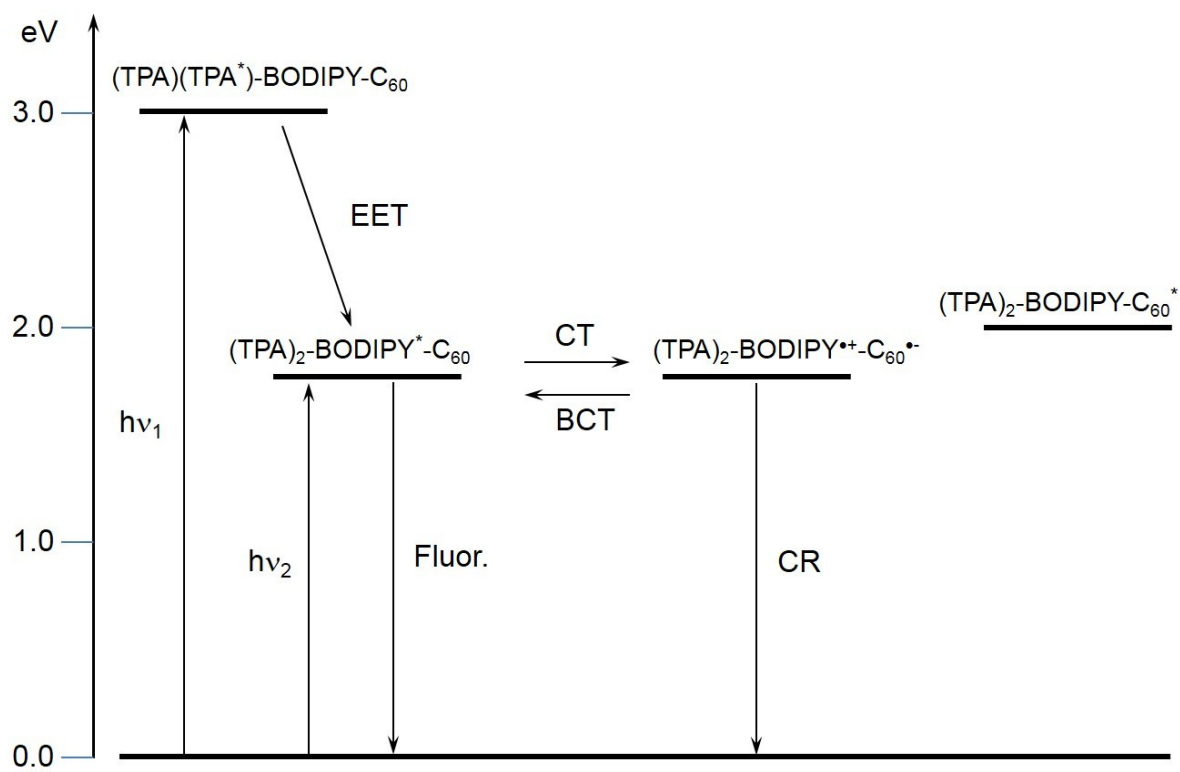 eV
(TPA)(TPA*)-BODIPY-C₆₀
3.0
EET
(TPA)₂-BODIPY-C₆₀*
2.0
CT
(TPA)₂-BODIPY*-C₆₀
(TPA)₂-BODIPY•⁺-C₆₀•⁻
BCT
hν₁
1.0
hν₂
Fluor.
CR
0.0